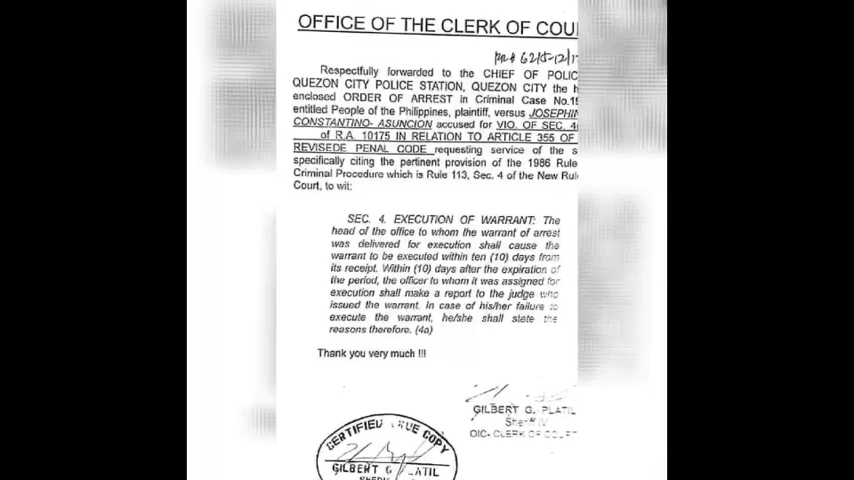 OFFICE OF THE CLERK OF COU
Respectfully forwarded to the CHIEF OF POLIC
QUEZON CITY POLICE STATION, QUEZON CITY the
enclosed ORDER OF ARREST in Criminal Case No.
entitled People of the Philippines, plaintiff, versus JOSEPHIN
CONSTANTINO- ASUNCION accused for VIO. OF SEC. 4
of R.A. 10175 IN RELATION TO ARTICLE 355 OF
REVISEDE PENAL CODE requesting service of the
specifically citing the pertinent provision of the 1986 Rule
Criminal Procedure which is Rule 113, Sec. 4 of the New Rul
Court, to wit:
SEC. 4. EXECUTION OF WARRANT: The
head of the office to whom the warrant of arrest
was delivered for execution shall cause the
warrant to be executed within ten (10) days from
its receipt. Within (10) days after the expiration of
the period, the officer to whom it was assigned for
execution shall make a report to the judge who
issued the warrant. In case of his/her failure to
execute the warrant, he/she shall state the
reasons therefore. (4a)
Thank you very much !!!
GILBERT G. PLATIL
Sheriff IV
OIC- CLERK OF COURT
CERTIFIED TRUE COPY
GILBERT G PLATIL